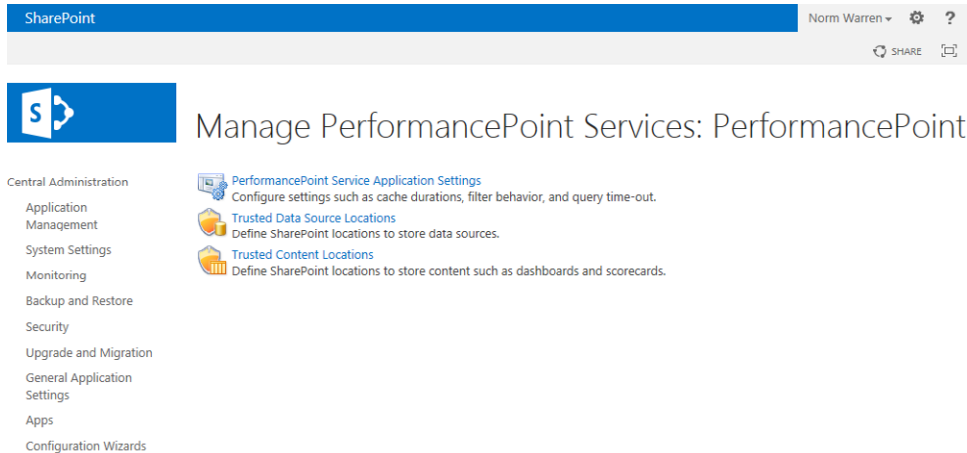 SharePoint
Norm Warren
?
SHARE
S
Manage PerformancePoint Services: PerformancePoint
Central Administration
Application
Management
System Settings
Monitoring
Backup and Restore
Security
Upgrade and Migration
General Application
Settings
Apps
Configuration Wizards
PerformancePoint Service Application Settings
Configure settings such as cache durations, filter behavior, and query time-out.
Trusted Data Source Locations
Define SharePoint locations to store data sources.
Trusted Content Locations
Define SharePoint locations to store content such as dashboards and scorecards.